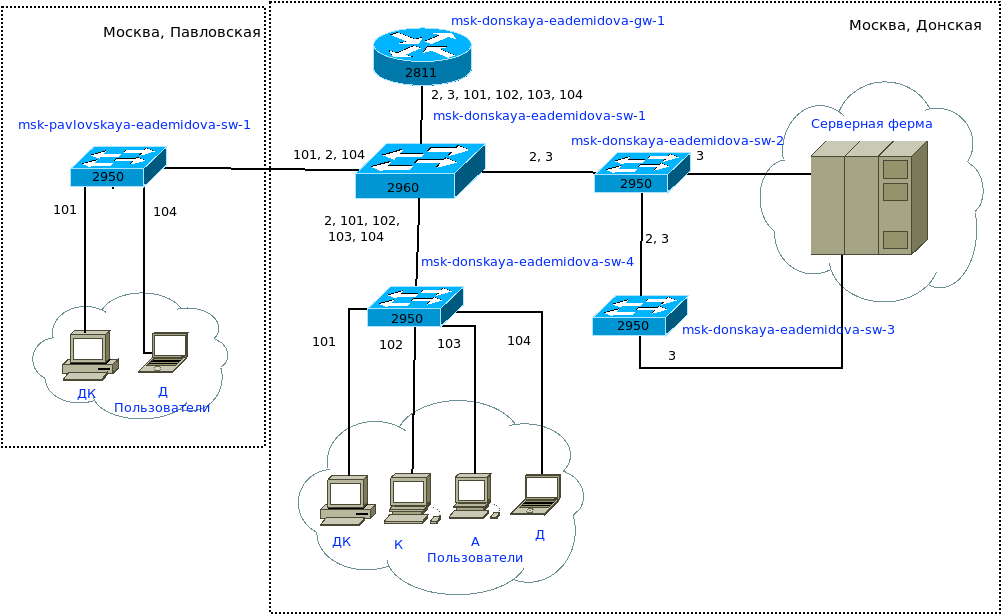 Москва, Павловская
msk-pavlovskaya-eademidova-sw-1
2950
101
104
ДК
Д
Пользователи
Москва, Донская
msk-donskaya-eademidova-gw-1
2811
2, 3, 101, 102, 103, 104
msk-donskaya-eademidova-sw-1
101, 2, 104
2960
2, 3
msk-donskaya-eademidova-sw-2
2950
3
Серверная ферма
2, 101, 102,
103, 104
2, 3
msk-donskaya-eademidova-sw-4
2950
2950
msk-donskaya-eademidova-sw-3
3
101
102
103
104
ДК
К
А
Д
Пользователи